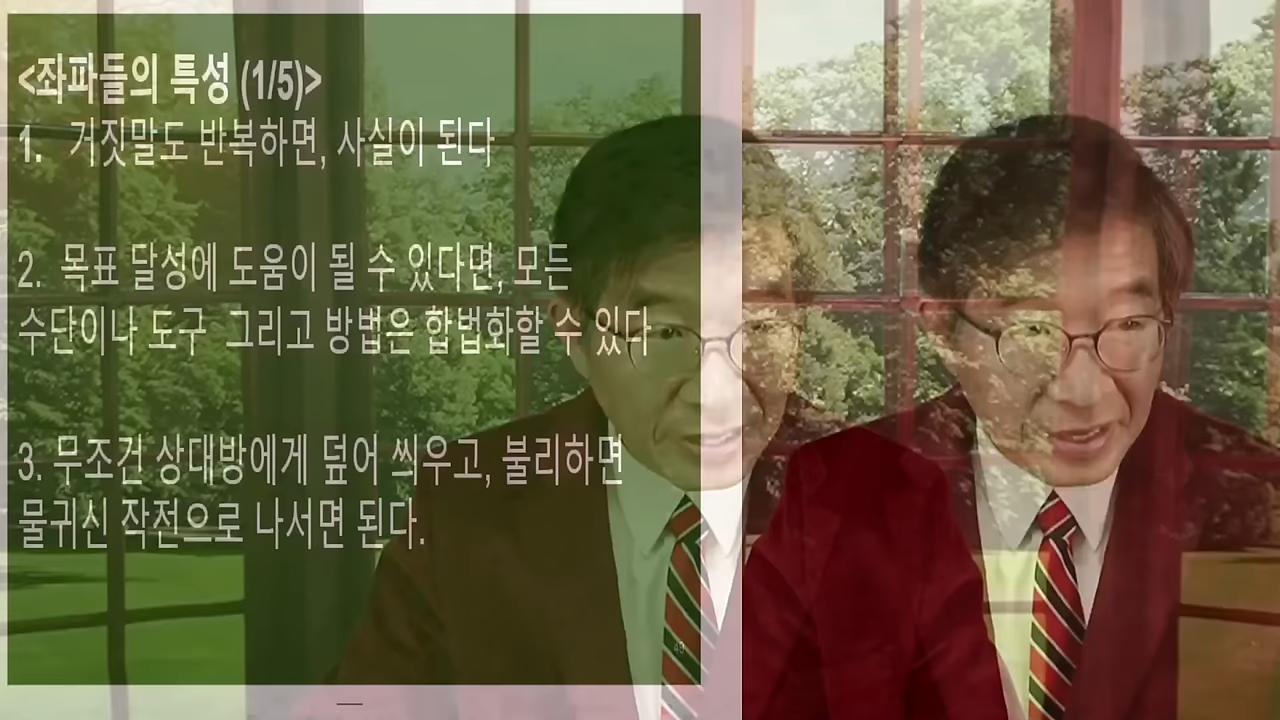 <좌파들의 특성 (1/5)>
1. 거짓말도 반복하면, 사실이 된다
2. 목표 달성에 도움이 될 수 있다면, 모든
수단이나 도구 그리고 방법은 합법화할 수 있다
3. 무조건 상대방에게 덮어 씌우고, 불리하면
물귀신 작전으로 나서면 된다.
49